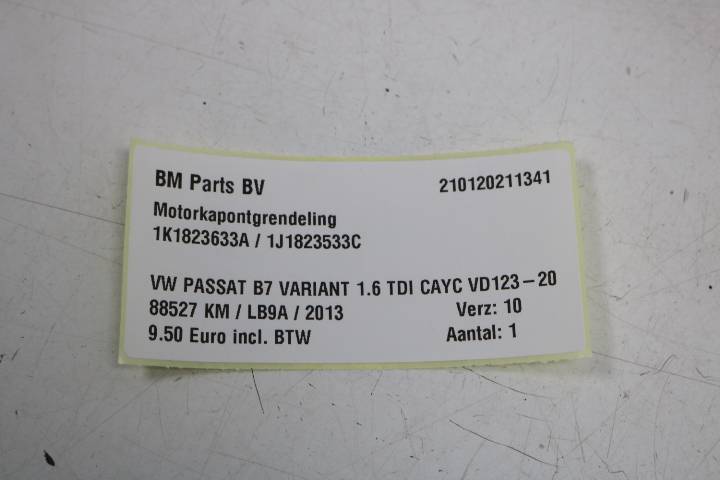 BM Parts BV 210120211341
Motorkapontgrendeling
1K1823633A / 1J1823533C
VW PASSAT B7 VARIANT 1.6 TDI CAYC VD123-20
88527 KM / LB9A / 2013 Verz: 10
9.50 Euro incl. BTW Aantal: 1